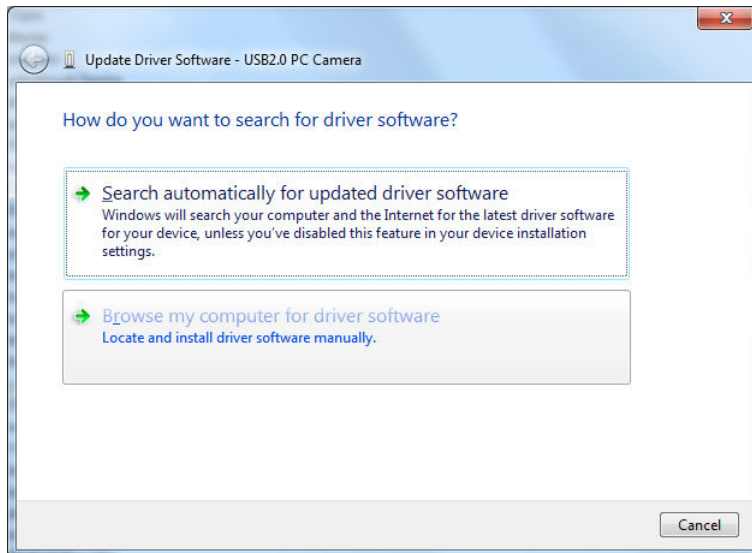 Update Driver Software - USB2.0 PC Camera
How do you want to search for driver software?
Search automatically for updated driver software
Windows will search your computer and the Internet for the latest driver software
for your device, unless you've disabled this feature in your device installation
settings.
Browse my computer for driver software
Locate and install driver software manually.
Cancel